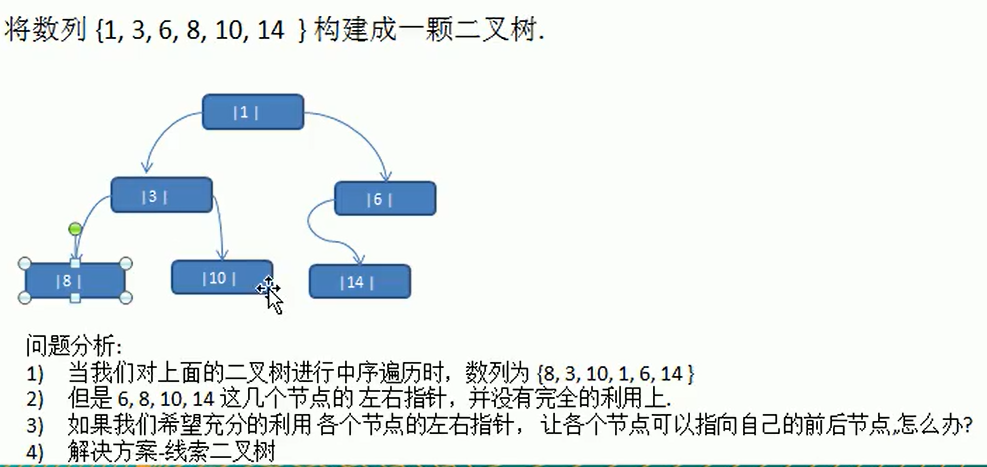 将数列 {1, 3, 6, 8, 10, 14 } 构建成一颗二叉树.
|1 |
|3 |
|6 |
|8 |
|10 |
|14 |
问题分析:
1) 当我们对上面的二叉树进行中序遍历时，数列为 {8, 3, 10, 1, 6, 14 }
2) 但是 6, 8, 10, 14 这几个节点的 左右指针，并没有完全的利用上.
3) 如果我们希望充分的利用 各个节点的左右指针， 让各个节点可以指向自己的前后节点,怎么办?
4) 解决方案-线索二叉树